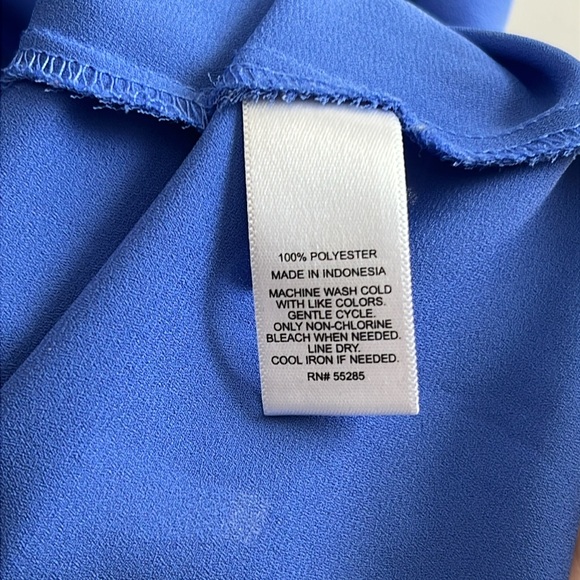 100% POLYESTER
MADE IN INDONESIA
MACHINE WASH COLD
WITH LIKE COLORS.
GENTLE CYCLE.
ONLY NON-CHLORINE
BLEACH WHEN NEEDED.
LINE DRY.
COOL IRON IF NEEDED.
RN# 55285